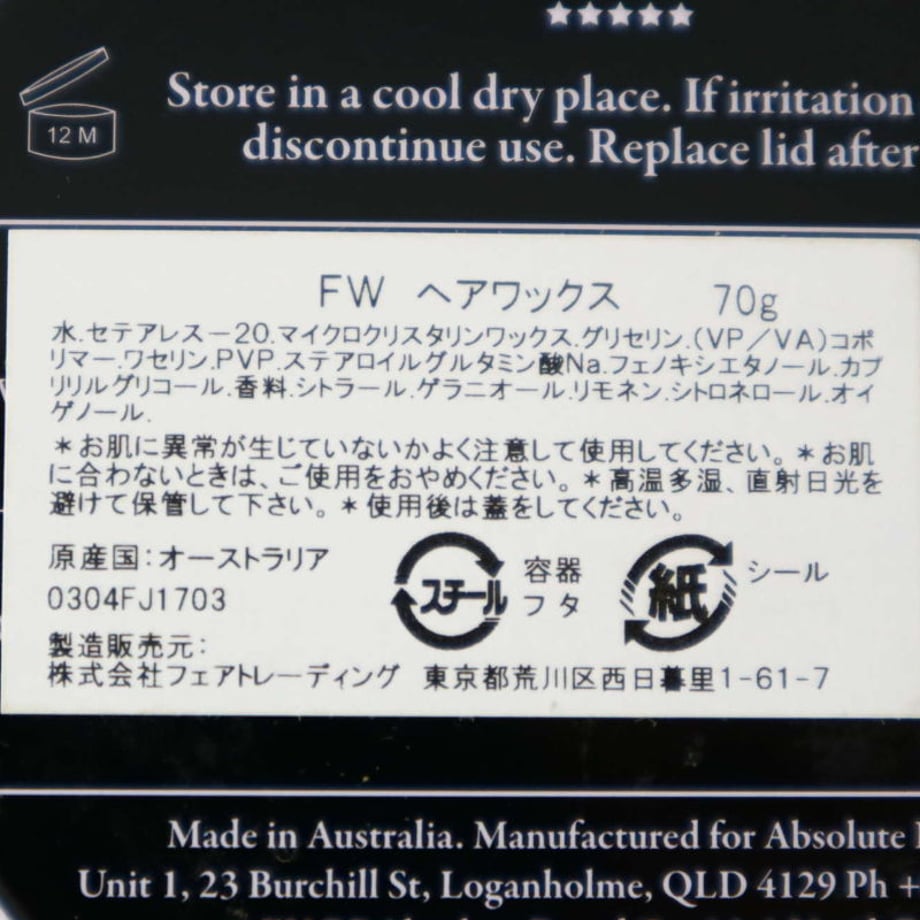 ★★★★★
12 M
Store in a cool dry place. If irritation
discontinue use. Replace lid after
FW ヘアワックス 70g
水.セテアレス－20.マイクロクリスタリンワックス.グリセリン.(VP／VA)コポ
リマー.ワセリン.PVP.ステアロイルグルタミン酸Na.フェノキシエタノール.カプ
リリルグリコール.香料.シトラール.ゲラニオール.リモネン.シトロネロール.オイ
ゲノール.
＊お肌に異常が生じていないかよく注意して使用してください。＊お肌
に合わないときは、ご使用をおやめください。＊高温多湿、直射日光を
避けて保管して下さい。＊使用後は蓋をしてください。
原産国：オーストラリア
0304FJ1703
スチール 容器
フタ
紙 シール
製造販売元：
株式会社フェアトレーディング 東京都荒川区西日暮里1-61-7
Made in Australia. Manufactured for Absolute
Unit 1, 23 Burchill St, Loganholme, QLD 4129 Ph +